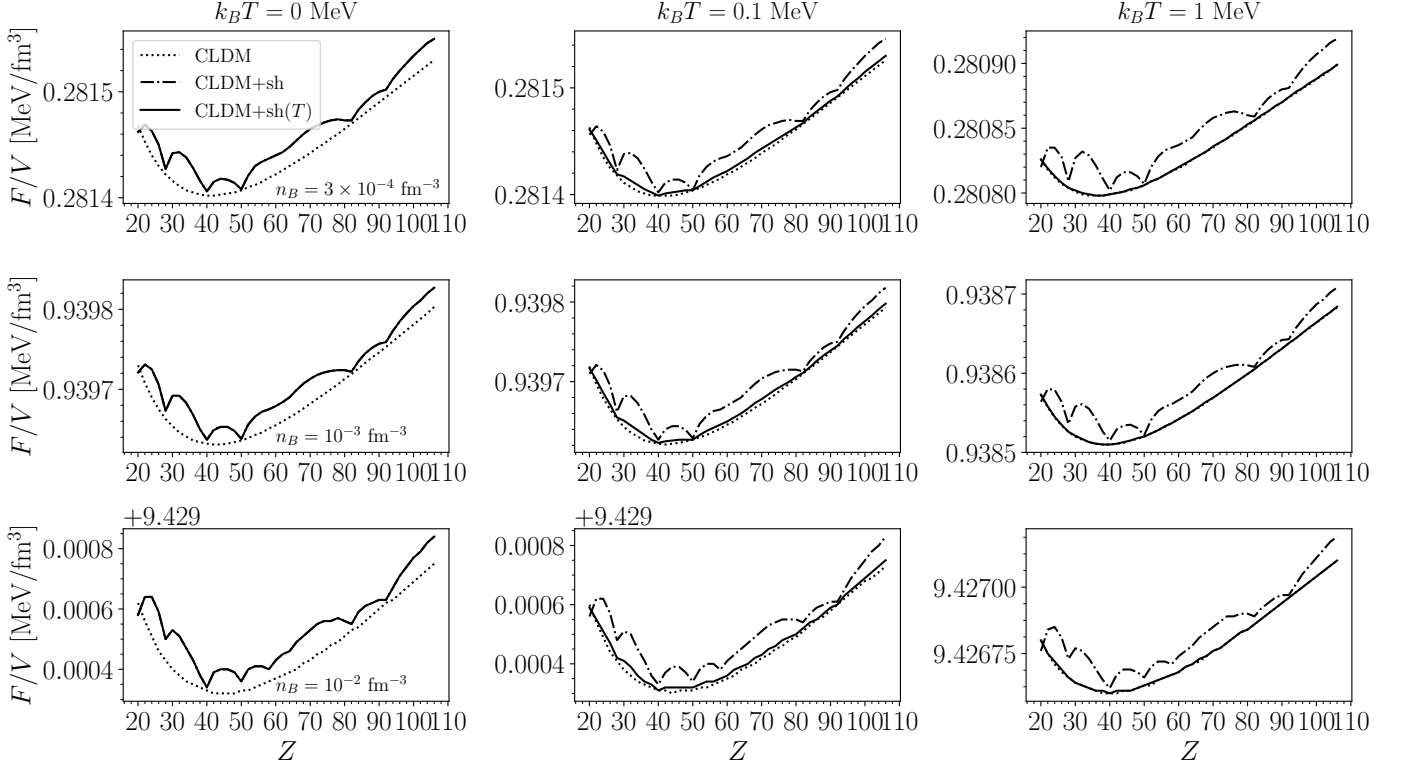 k_BT = 0 MeV
k_BT = 0.1 MeV
k_BT = 1 MeV
F/V [MeV/fm³]
0.2815
0.2814
CLDM
CLDM+sh
CLDM+sh(T)
n_B = 3 × 10⁻⁴ fm⁻³
20 30 40 50 60 70 80 90 100 110
0.2815
0.2814
20 30 40 50 60 70 80 90 100 110
0.28090
0.28085
0.28080
20 30 40 50 60 70 80 90 100 110
F/V [MeV/fm³]
0.9398
0.9397
n_B = 10⁻³ fm⁻³
20 30 40 50 60 70 80 90 100 110
0.9398
0.9397
20 30 40 50 60 70 80 90 100 110
0.9387
0.9386
0.9385
20 30 40 50 60 70 80 90 100 110
F/V [MeV/fm³]
+9.429
0.0008
0.0006
0.0004
n_B = 10⁻² fm⁻³
20 30 40 50 60 70 80 90 100 110
Z
+9.429
0.0008
0.0006
0.0004
20 30 40 50 60 70 80 90 100 110
Z
9.42700
9.42675
20 30 40 50 60 70 80 90 100 110
Z